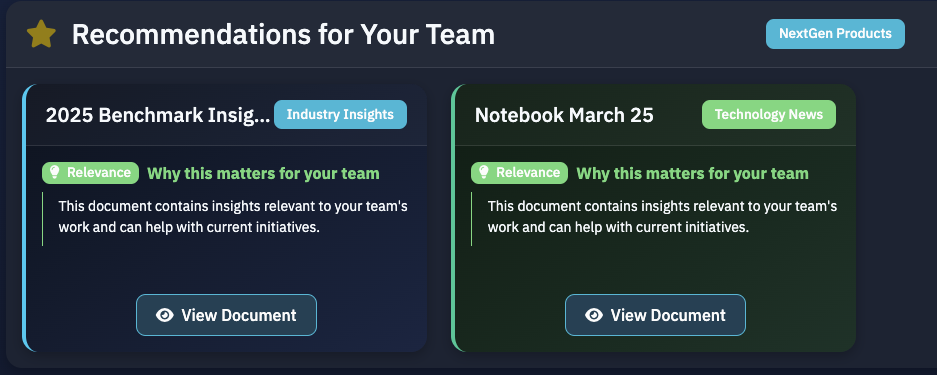 Recommendations for Your Team
NextGen Products
2025 Benchmark Insig...
Industry Insights
Relevance
Why this matters for your team
This document contains insights relevant to your team's
work and can help with current initiatives.
View Document
Notebook March 25
Technology News
Relevance
Why this matters for your team
This document contains insights relevant to your team's
work and can help with current initiatives.
View Document